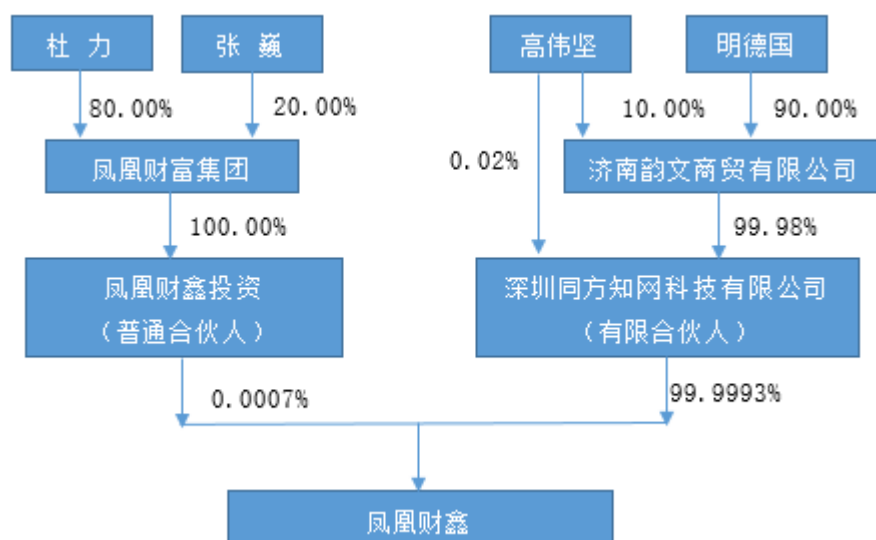 杜 力
张 巍
高伟坚
明德国
80.00%
20.00%
10.00%
90.00%
0.02%
凤凰财富集团
济南韵文商贸有限公司
100.00%
99.98%
凤凰财鑫投资
（普通合伙人）
深圳同方知网科技有限公司
（有限合伙人）
0.0007%
99.9993%
凤凰财鑫